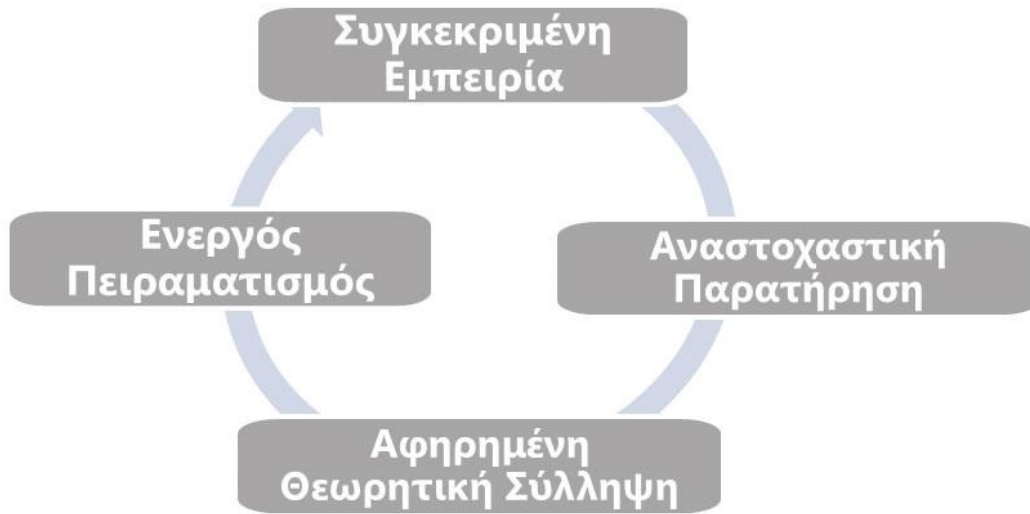 Συγκεκριμένη
Εμπειρία
Ενεργός
Πειραματισμός
Αναστοχαστική
Παρατήρηση
Αφηρημένη
Θεωρητική Σύλληψη